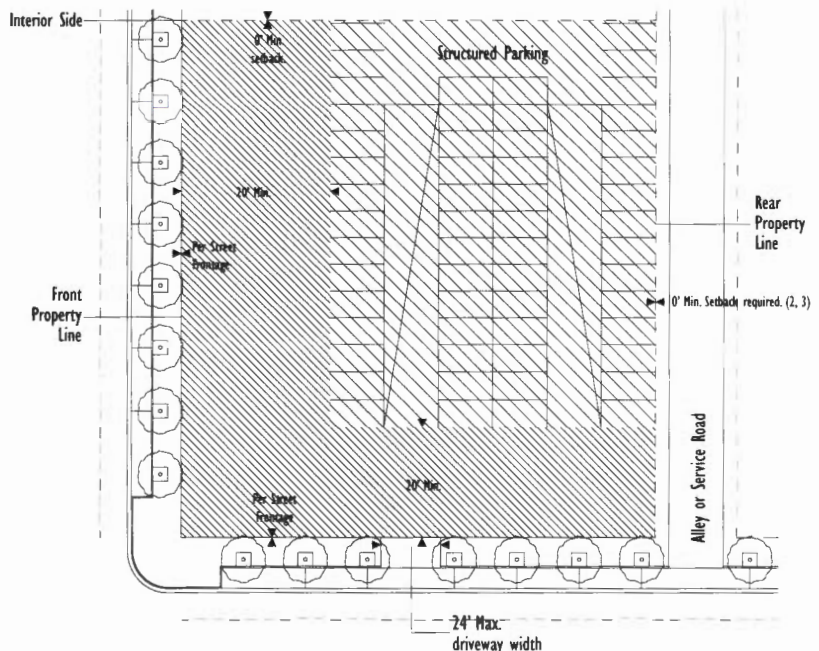 Interior Side
0' Min.
setback.
Structured Parking
20' Min.
Rear
Property
Line
Per Street
Frontage
Front
Property
Line
0' Min. Setback required. (2, 3)
Alley or Service Road
Per Street
Frontage
20' Min.
24' Max.
driveway width